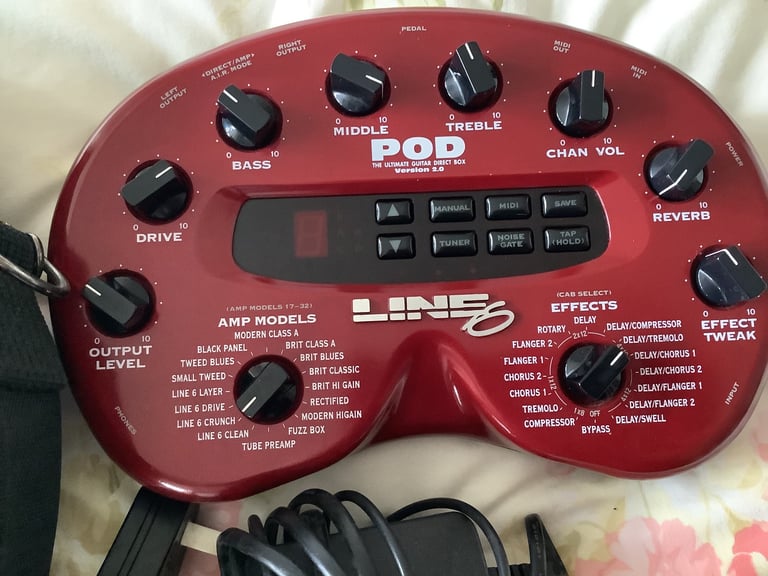 PEDAL
RIGHT
OUTPUT
<DIRECT/AMP>
A.I.R. MODE
LEFT
OUTPUT
MIDI
OUT
MIDI
IN
POWER
0 10
MIDDLE
0 10
TREBLE
0 10
BASS
0 10
CHAN VOL
0 10
DRIVE
0 10
REVERB
0 10
OUTPUT
LEVEL
0 10
EFFECT
TWEAK
POD
THE ULTIMATE GUITAR DIRECT BOX
Version 2.0
MANUAL
MIDI
SAVE
TUNER
NOISE
GATE
TAP
(HOLD)
LINE 6
(AMP MODELS 17-32)
AMP MODELS
MODERN CLASS A
BLACK PANEL
TWEED BLUES
SMALL TWEED
LINE 6 LAYER
LINE 6 DRIVE
LINE 6 CRUNCH
LINE 6 CLEAN
TUBE PREAMP
BRIT CLASS A
BRIT BLUES
BRIT CLASSIC
BRIT HI GAIN
RECTIFIED
MODERN HIGAIN
FUZZ BOX
(CAB SELECT)
EFFECTS
DELAY
ROTARY
FLANGER 2
FLANGER 1
CHORUS 2
CHORUS 1
TREMOLO
COMPRESSOR
BYPASS
DELAY/COMPRESSOR
DELAY/TREMOLO
DELAY/CHORUS 1
DELAY/CHORUS 2
DELAY/FLANGER 1
DELAY/FLANGER 2
DELAY/SWELL
2x12
1x12
1x8
OFF
4x12
PHONES
INPUT